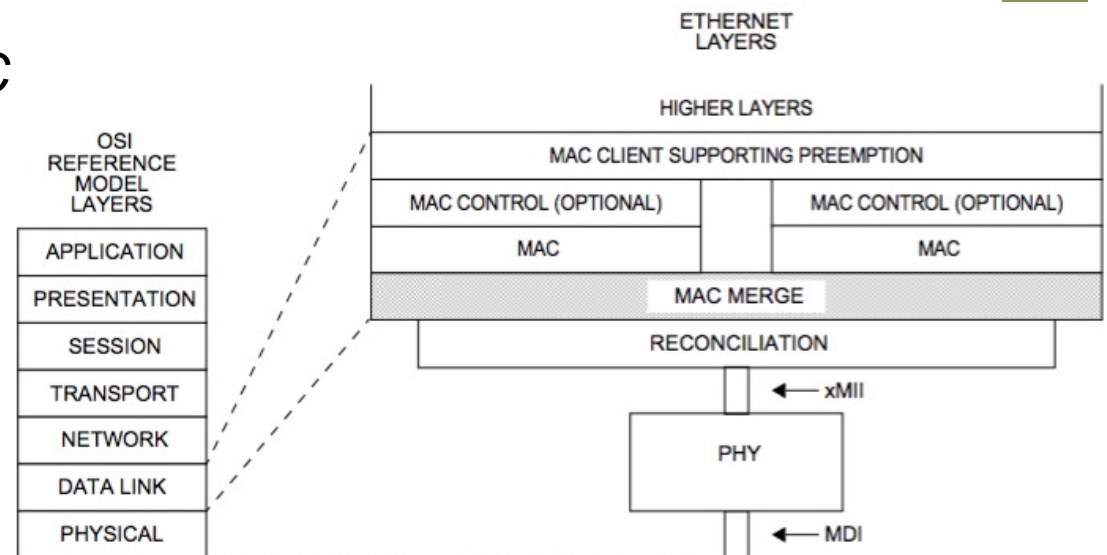 C
OSI
REFERENCE
MODEL
LAYERS
APPLICATION
PRESENTATION
SESSION
TRANSPORT
NETWORK
DATA LINK
PHYSICAL
ETHERNET
LAYERS
HIGHER LAYERS
MAC CLIENT SUPPORTING PREEMPTION
MAC CONTROL (OPTIONAL)
MAC CONTROL (OPTIONAL)
MAC
MAC
MAC MERGE
RECONCILIATION
xMII
PHY
MDI